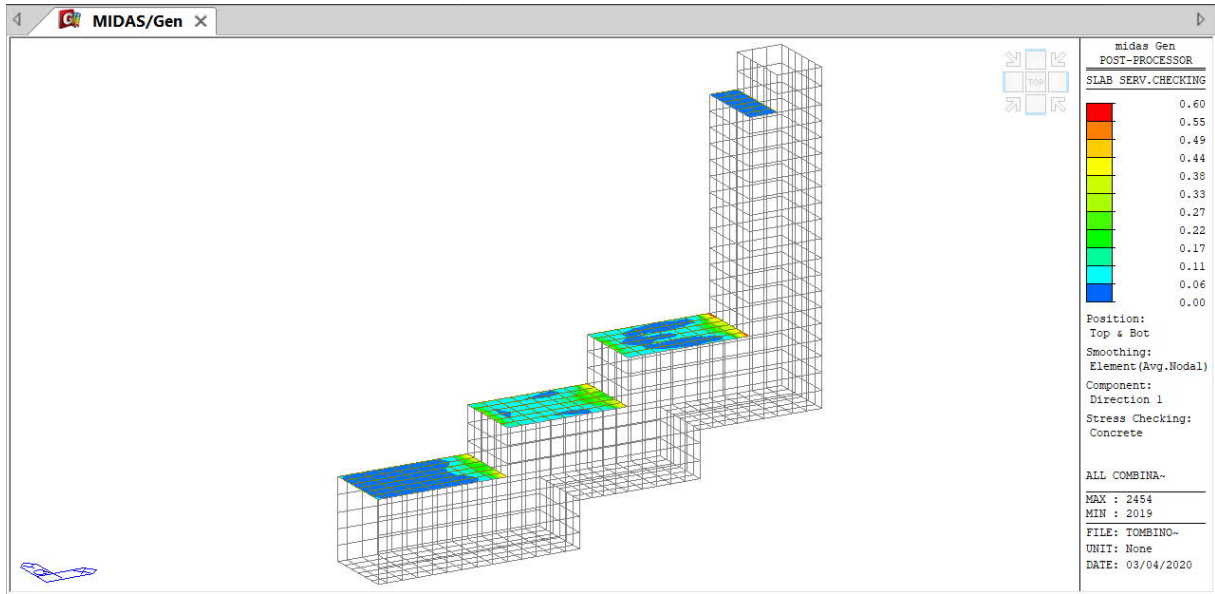 MIDAS/Gen
TOP
midas Gen
POST-PROCESSOR
SLAB SERV.CHECKING
0.60
0.55
0.49
0.44
0.38
0.33
0.27
0.22
0.17
0.11
0.06
0.00
Position:
Top & Bot
Smoothing:
Element(Avg.Nodal)
Component:
Direction 1
Stress Checking:
Concrete
ALL COMBINA~
MAX : 2454
MIN : 2019
FILE: TOMBINO~
UNIT: None
DATE: 03/04/2020